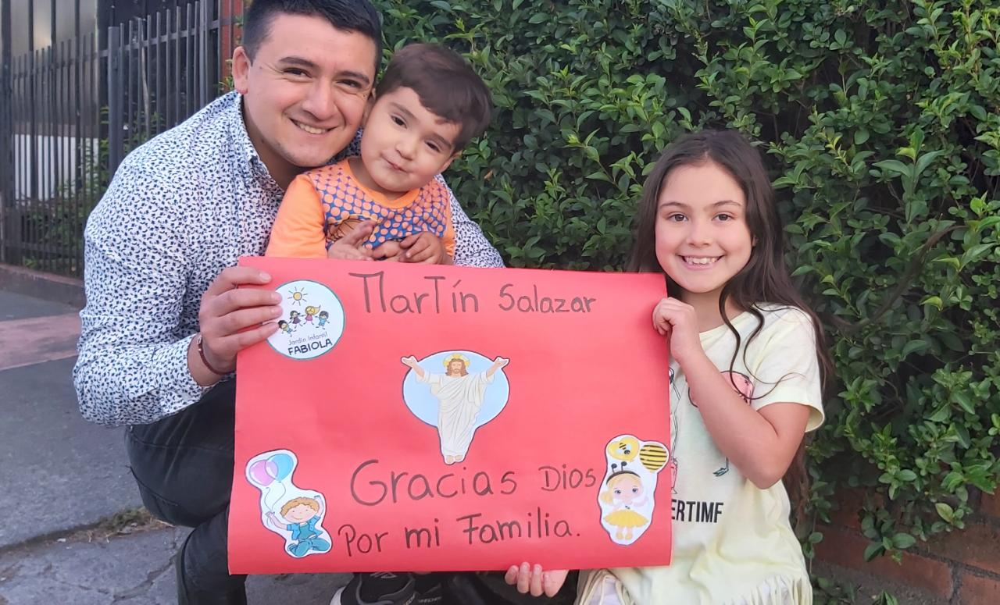 Martín Salazar
Jardín Infantil
FABIOLA
Gracias Dios
Por mi Familia.
ERTIMF